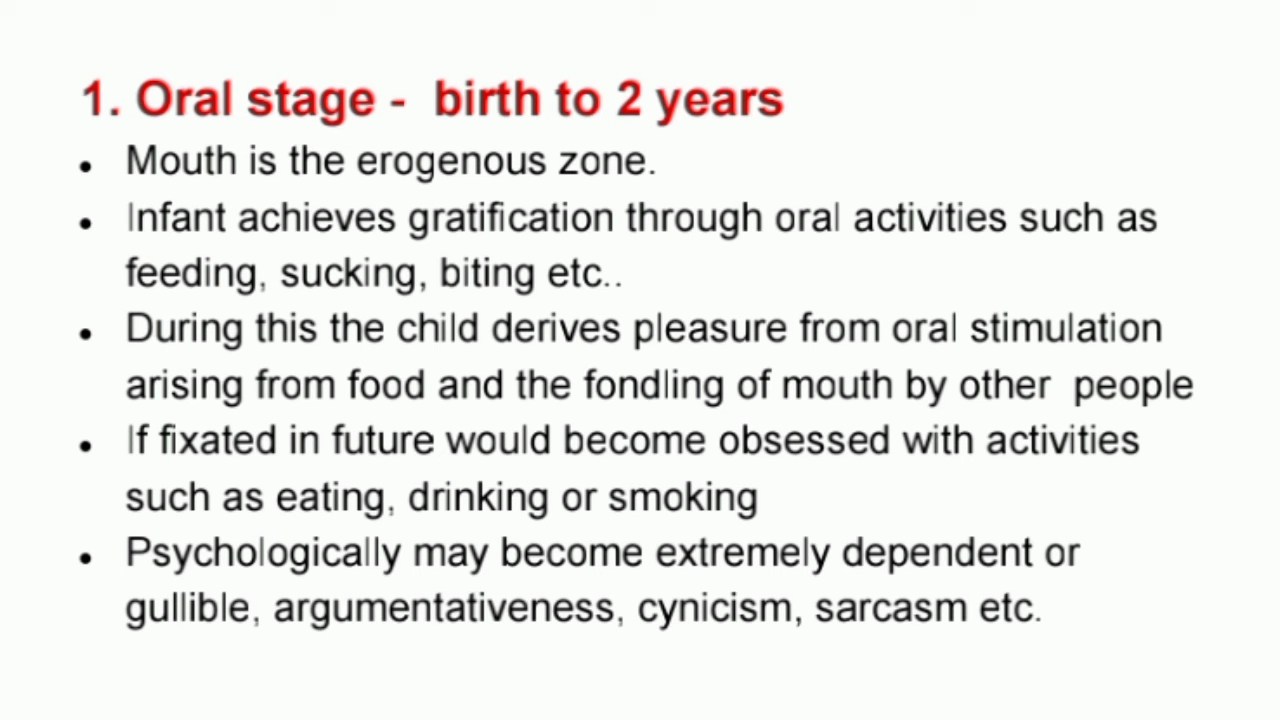 1. Oral stage -  birth to 2 years
• Mouth is the erogenous zone.
• Infant achieves gratification through oral activities such as
feeding, sucking, biting etc..
• During this the child derives pleasure from oral stimulation
arising from food and the fondling of mouth by other  people
• If fixated in future would become obsessed with activities
such as eating, drinking or smoking
• Psychologically may become extremely dependent or
gullible, argumentativeness, cynicism, sarcasm etc.